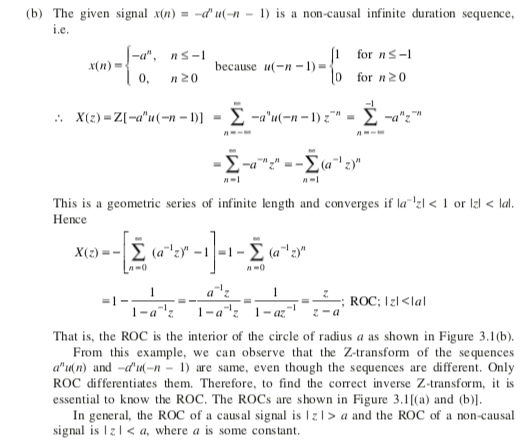 (b) The given signal x(n) = –aⁿ u(–n – 1) is a non-causal infinite duration sequence,
i.e.
x(n) = { –aⁿ, n ≤ –1
0, n ≥ 0 because u(–n – 1) = { 1 for n ≤ –1
0 for n ≥ 0
∴ X(z) = Z[–aⁿu(–n – 1)] = ∑_{n=–∞}^{∞} –aⁿu(–n – 1) z⁻ⁿ = ∑_{n=–∞}^{–1} –aⁿz⁻ⁿ
= ∑_{n=1}^{∞} –a⁻ⁿzⁿ = –∑_{n=1}^{∞} (a⁻¹z)ⁿ
This is a geometric series of infinite length and converges if |a⁻¹z| < 1 or |z| < |a|.
Hence
X(z) = –[∑_{n=0}^{∞} (a⁻¹z)ⁿ – 1] = 1 – ∑_{n=0}^{∞} (a⁻¹z)ⁿ
= 1 – 1/(1 – a⁻¹z) = – a⁻¹z/(1 – a⁻¹z) = 1/(1 – az⁻¹) = z/(z – a); ROC; |z| < |a|
That is, the ROC is the interior of the circle of radius a as shown in Figure 3.1(b).
From this example, we can observe that the Z-transform of the sequences
aⁿu(n) and –aⁿu(–n – 1) are same, even though the sequences are different. Only
ROC differentiates them. Therefore, to find the correct inverse Z-transform, it is
essential to know the ROC. The ROCs are shown in Figure 3.1[(a) and (b)].
In general, the ROC of a causal signal is |z| > a and the ROC of a non-causal
signal is |z| < a, where a is some constant.